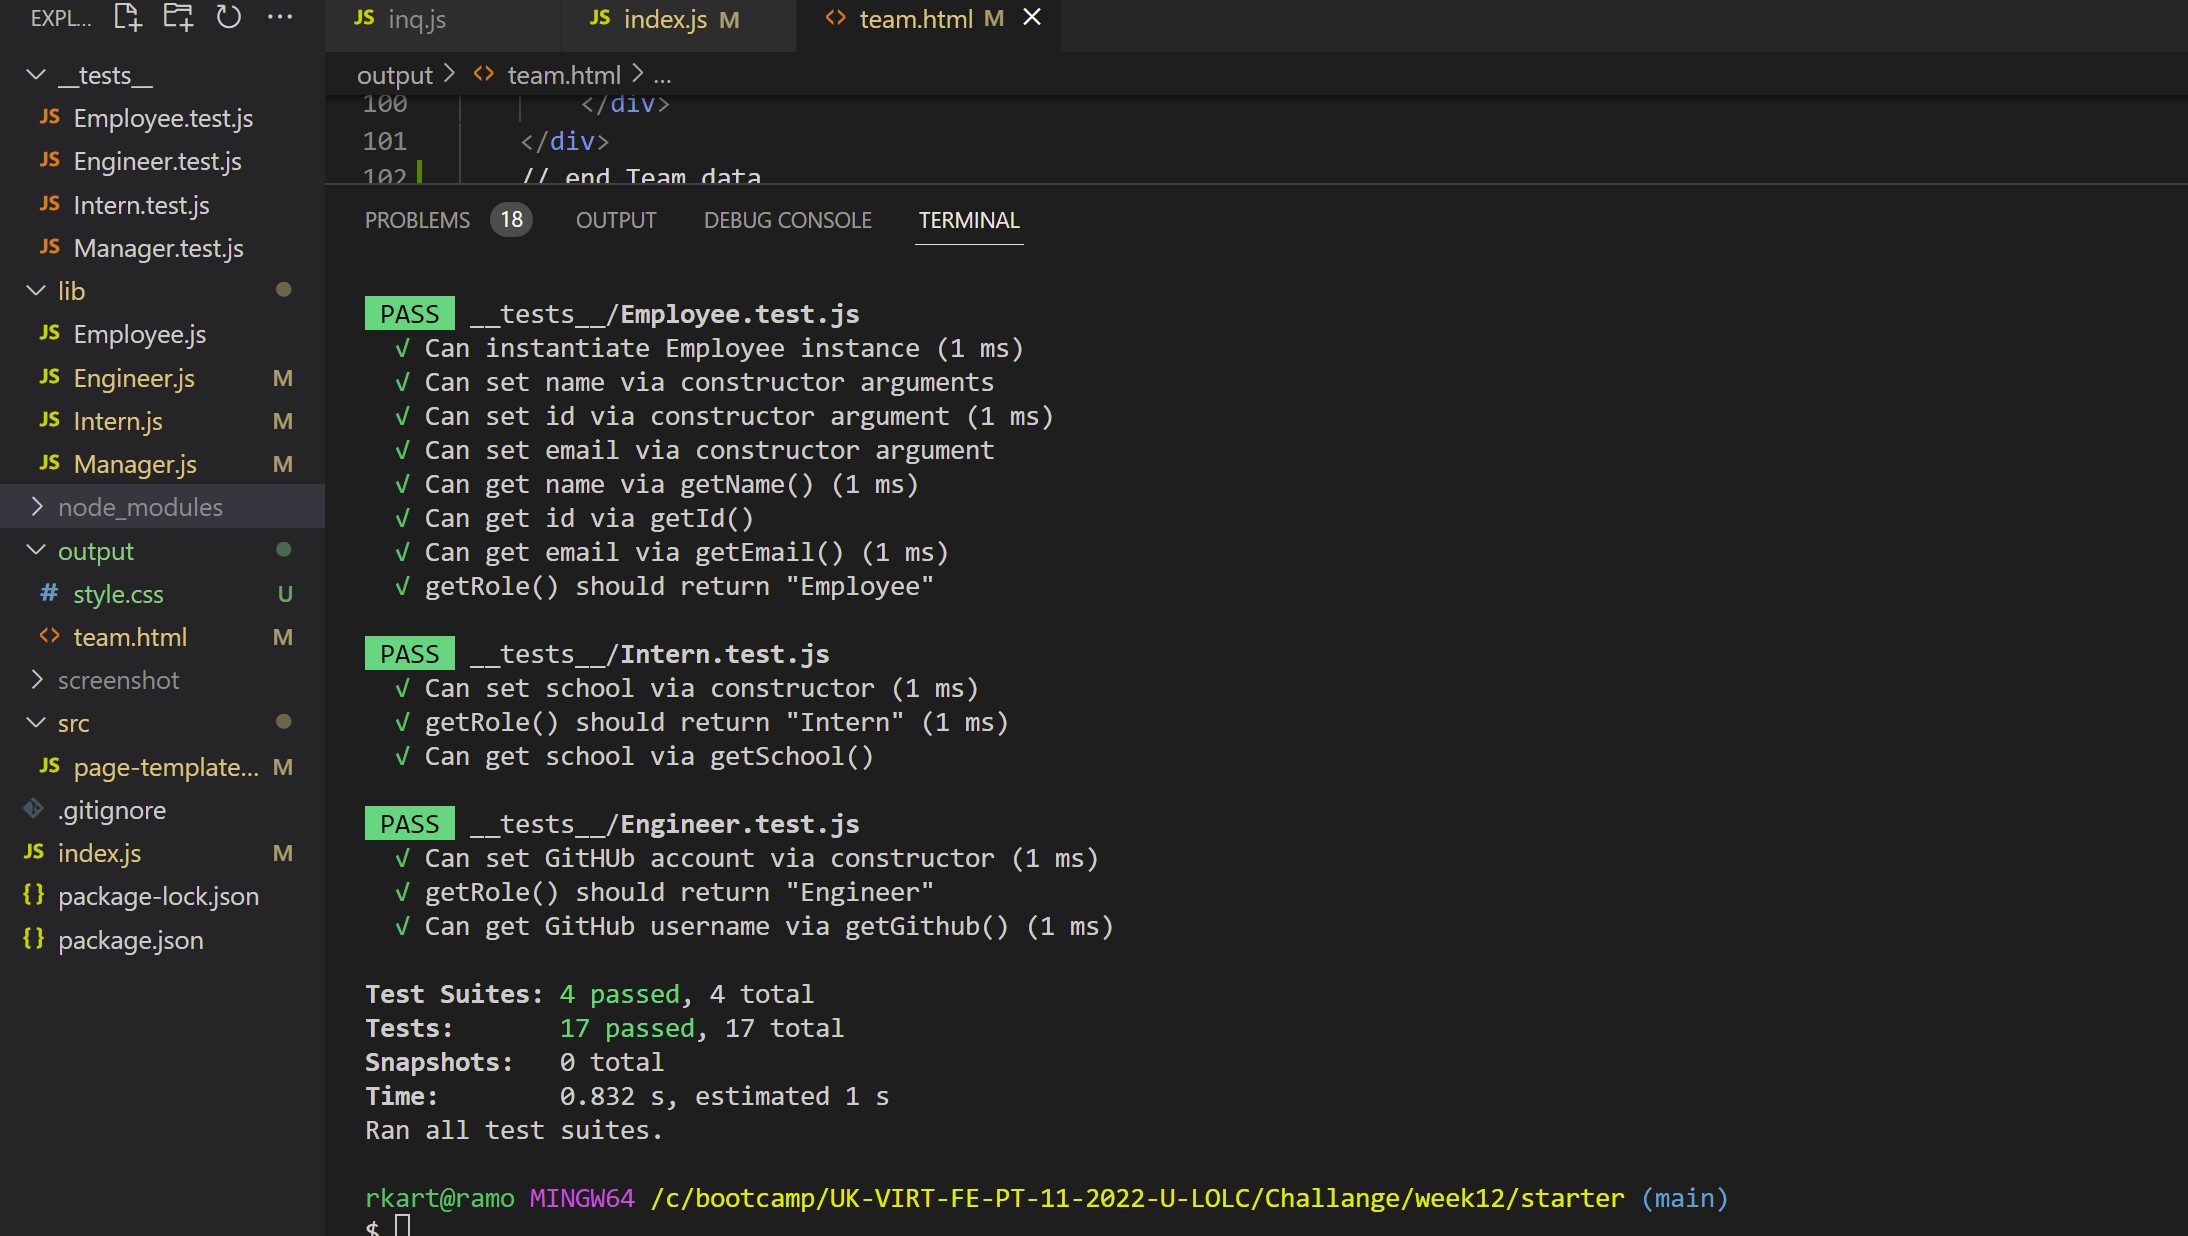 EXPL...
__tests__
JS Employee.test.js
JS Engineer.test.js
JS Intern.test.js
JS Manager.test.js
lib
JS Employee.js
JS Engineer.js M
JS Intern.js M
JS Manager.js M
node_modules
output
# style.css U
<> team.html M
screenshot
src
JS page-template... M
.gitignore
JS index.js M
{} package-lock.json
{} package.json
JS inq.js JS index.js M <> team.html M
output > <> team.html > ...
100 </div>
101 </div>
102 // end Team data
PROBLEMS 18 OUTPUT DEBUG CONSOLE TERMINAL
PASS __tests__/Employee.test.js
√ Can instantiate Employee instance (1 ms)
√ Can set name via constructor arguments
√ Can set id via constructor argument (1 ms)
√ Can set email via constructor argument
√ Can get name via getName() (1 ms)
√ Can get id via getId()
√ Can get email via getEmail() (1 ms)
√ getRole() should return "Employee"
PASS __tests__/Intern.test.js
√ Can set school via constructor (1 ms)
√ getRole() should return "Intern" (1 ms)
√ Can get school via getSchool()
PASS __tests__/Engineer.test.js
√ Can set GitHUb account via constructor (1 ms)
√ getRole() should return "Engineer"
√ Can get GitHub username via getGithub() (1 ms)
Test Suites: 4 passed, 4 total
Tests: 17 passed, 17 total
Snapshots: 0 total
Time: 0.832 s, estimated 1 s
Ran all test suites.
rkart@ramo MINGW64 /c/bootcamp/UK-VIRT-FE-PT-11-2022-U-LOLC/Challange/week12/starter (main)
$